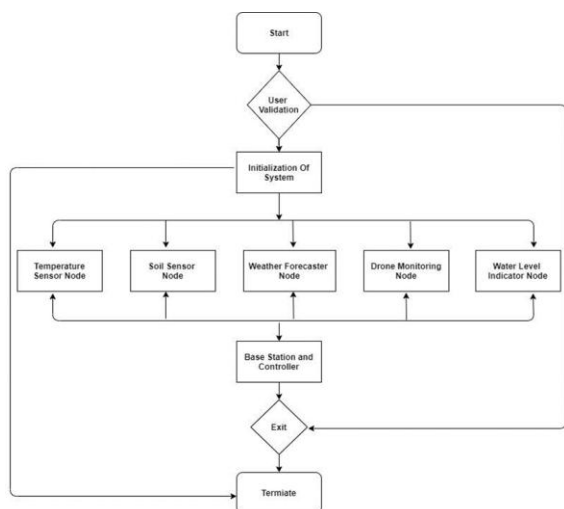 Start
User
Validation
Initialization Of
System
Temperature
Sensor Node
Soil Sensor
Node
Weather Forecaster
Node
Drone Monitoring
Node
Water Level
Indicator Node
Base Station and
Controller
Exit
Termiate